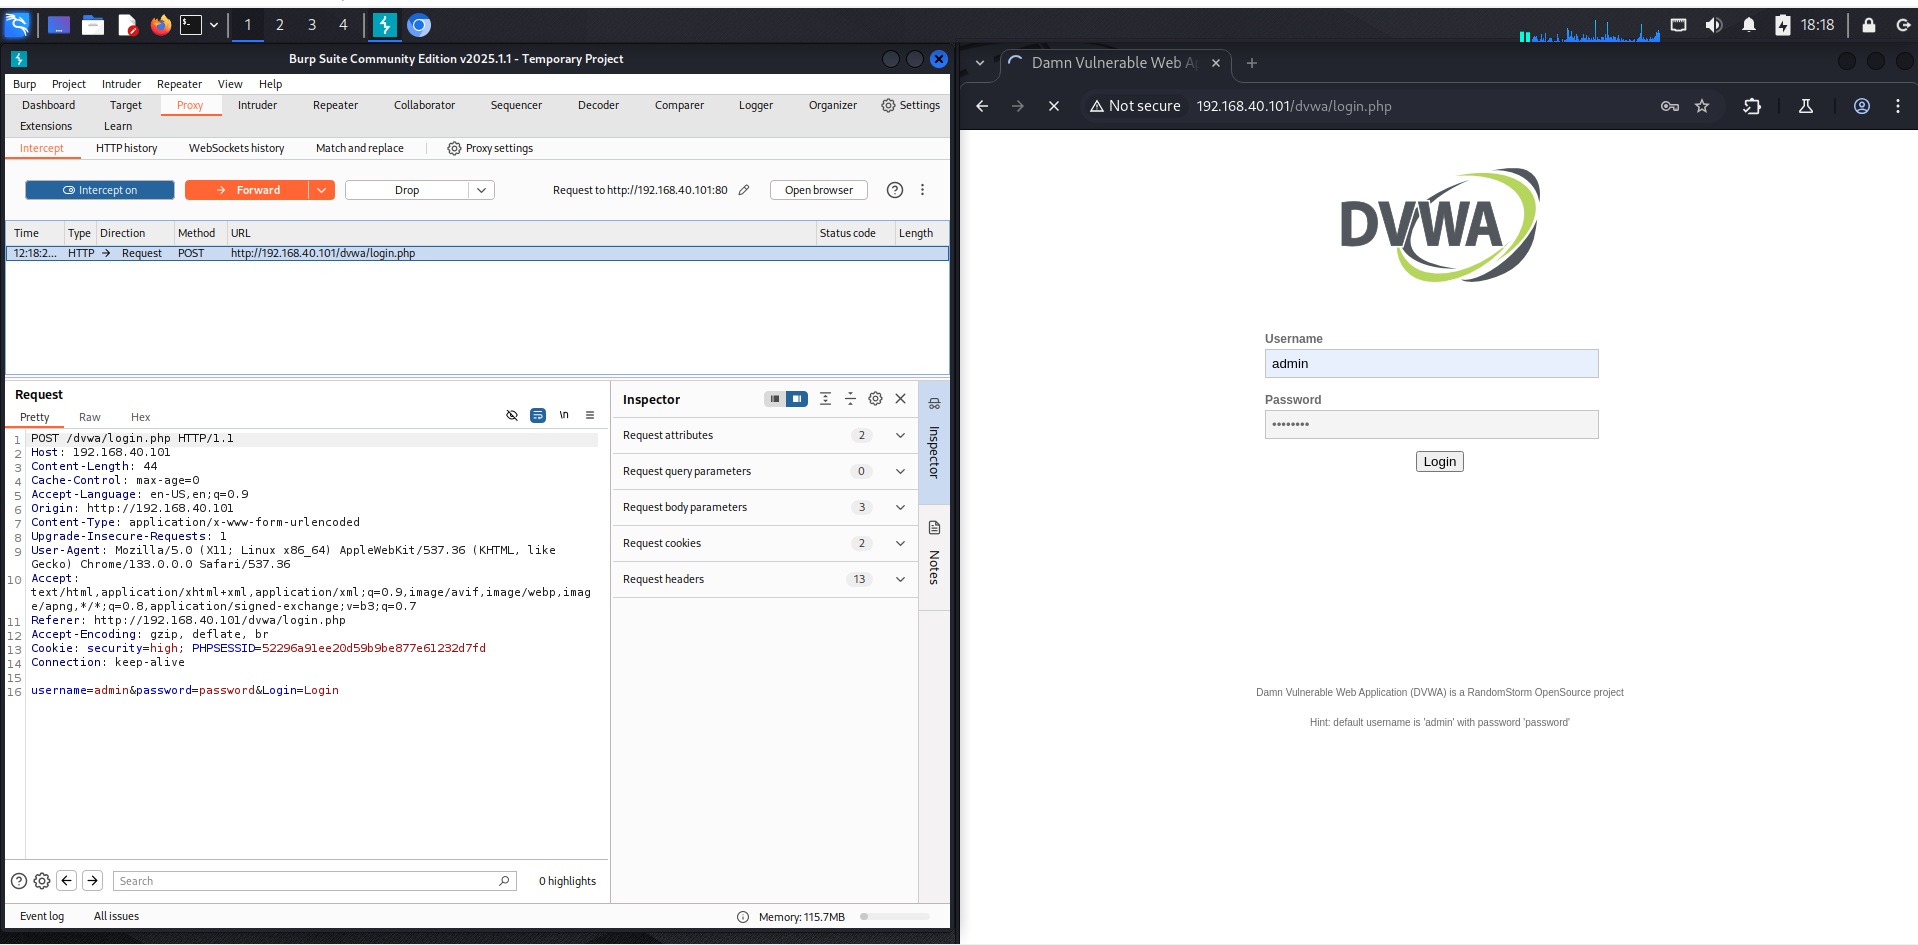 1 2 3 4 18:18
Burp Suite Community Edition v2025.1.1 - Temporary Project
Burp Project Intruder Repeater View Help
Dashboard Target Proxy Intruder Repeater Collaborator Sequencer Decoder Comparer Logger Organizer Settings
Extensions Learn
Intercept HTTP history WebSockets history Match and replace Proxy settings
Intercept on Forward Drop Request to http://192.168.40.101:80 Open browser
Time Type Direction Method URL Status code Length
12:18:2... HTTP → Request POST http://192.168.40.101/dvwa/login.php
Request
Pretty Raw Hex \n
1 POST /dvwa/login.php HTTP/1.1
2 Host: 192.168.40.101
3 Content-Length: 44
4 Cache-Control: max-age=0
5 Accept-Language: en-US,en;q=0.9
6 Origin: http://192.168.40.101
7 Content-Type: application/x-www-form-urlencoded
8 Upgrade-Insecure-Requests: 1
9 User-Agent: Mozilla/5.0 (X11; Linux x86_64) AppleWebKit/537.36 (KHTML, like
Gecko) Chrome/133.0.0.0 Safari/537.36
10 Accept:
text/html,application/xhtml+xml,application/xml;q=0.9,image/avif,image/webp,imag
e/apng,*/*;q=0.8,application/signed-exchange;v=b3;q=0.7
11 Referer: http://192.168.40.101/dvwa/login.php
12 Accept-Encoding: gzip, deflate, br
13 Cookie: security=high; PHPSESSID=52296a91ee20d59b9be877e61232d7fd
14 Connection: keep-alive
15
16 username=admin&password=password&Login=Login
Search 0 highlights
Inspector
Request attributes 2
Request query parameters 0
Request body parameters 3
Request cookies 2
Request headers 13
Inspector
Notes
Event log All issues Memory: 115.7MB
Damn Vulnerable Web Ap
Not secure 192.168.40.101/dvwa/login.php
DVWA
Username
admin
Password
••••••••
Login
Damn Vulnerable Web Application (DVWA) is a RandomStorm OpenSource project
Hint: default username is 'admin' with password 'password'